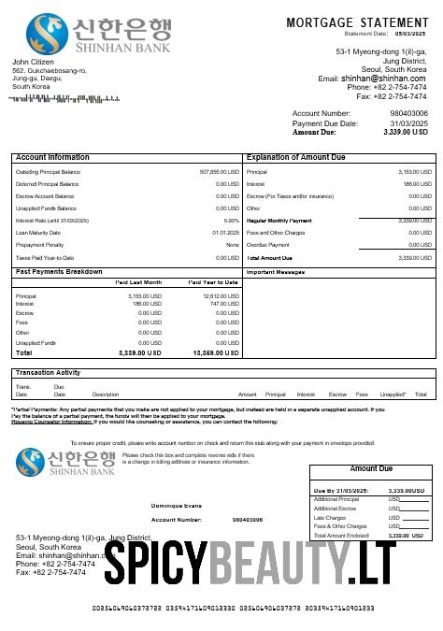 신한은행
SHINHAN BANK
MORTGAGE STATEMENT
Statement Date: 05/03/2025
John Citizen
562, Gukchaebosang-ro,
Jung-ga, Daegu,
South Korea
53-1 Myeong-dong 1(il)-ga,
Jung District,
Seoul, South Korea
Email: shinhan@shinhan.com
Phone: +82 2-754-7474
Fax: +82 2-754-7474
Account Number: 980403006
Payment Due Date: 31/03/2025
Amount Due: 3,339.00 USD
Account Information
Outstanding Principal Balance 507,855.00 USD
Deferred Principal Balance 0.00 USD
Escrow Account Balance 0.00 USD
Unapplied Funds Balance 0.00 USD
Interest Rate (until 31/03/2025)
Loan Maturity Date 01.01.2025
Prepayment Penalty None
Taxes Paid Year-to-Date 0.00 USD
Explanation of Amount Due
Principal 3,153.00 USD
Interest 186.00 USD
Escrow (For Taxes and/or insurance) 0.00 USD
Other 0.00 USD
Regular Monthly Payment 3,339.00 USD
Fees and Other Charges 0.00 USD
Overdue Payment 0.00 USD
Total Amount Due 3,339.00 USD
Past Payments Breakdown
Paid Last Month Paid Year to Date
Principal 3,153.00 USD 12,612.00 USD
Interest 186.00 USD 747.00 USD
Escrow 0.00 USD 0.00 USD
Fees 0.00 USD 0.00 USD
Other 0.00 USD 0.00 USD
Unapplied Funds 0.00 USD 0.00 USD
Total 3,339.00 USD 13,359.00 USD
Important Messages
Transaction Activity
Trans. Date Due Date Description Amount Principal Interest Escrow Fees Unapplied* Total
*Partial Payments: Any partial payments that you make are not applied to your mortgage, but instead are held in a separate unapplied account. If you
pay the balance of a partial payment, the funds will then be applied to your mortgage.
Housing Counselor Information: If you would like counseling or assistance, you can contact the following:
To ensure proper credit, please write account number on check and return this stub along with your payment in envelope provided.
신한은행
SHINHAN BANK
Please check this box and complete reverse side if there
is a change in billing address or insurance information.
Dominique Evans
Account Number: 980403006
Amount Due
Due By 31/03/2025: 3,339.00USD
Additional Principal USD
Additional Escrow USD
Late Charges USD
Fees & Other Charges USD
Total Amount Enclosed 3,339.00 USD
53-1 Myeong-dong 1(il)-ga, Jung District,
Seoul, South Korea
Email: shinhan@shinhan.
Phone: +82 2-754-7474
Fax: +82 2-754-7474
SPICYBEAUTY.LT